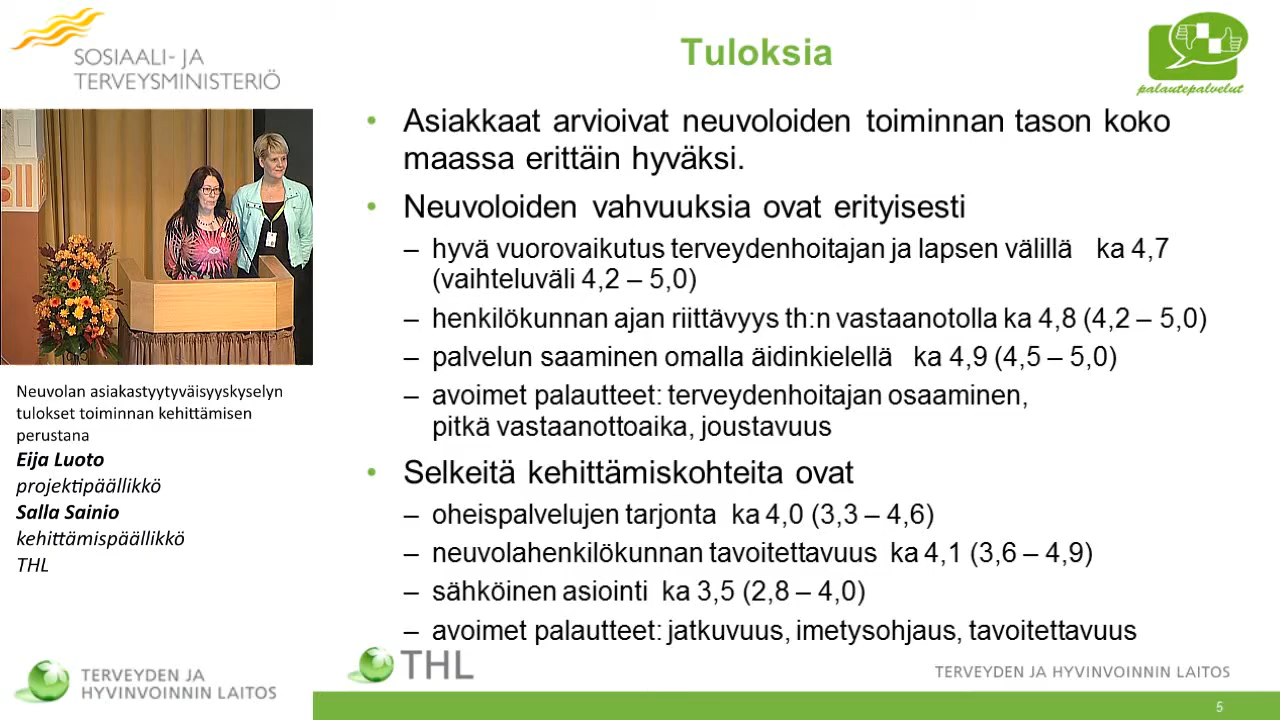 SOSIAALI- JA
TERVEYSMINISTERIÖ
Tuloksia
palautepalvelut
• Asiakkaat arvioivat neuvoloiden toiminnan tason koko
maassa erittäin hyväksi.
• Neuvoloiden vahvuuksia ovat erityisesti
– hyvä vuorovaikutus terveydenhoitajan ja lapsen välillä ka 4,7
(vaihteluväli 4,2 – 5,0)
– henkilökunnan ajan riittävyys th:n vastaanotolla ka 4,8 (4,2 – 5,0)
– palvelun saaminen omalla äidinkielellä ka 4,9 (4,5 – 5,0)
– avoimet palautteet: terveydenhoitajan osaaminen,
pitkä vastaanottoaika, joustavuus
• Selkeitä kehittämiskohteita ovat
– oheispalvelujen tarjonta ka 4,0 (3,3 – 4,6)
– neuvolahenkilökunnan tavoitettavuus ka 4,1 (3,6 – 4,9)
– sähköinen asiointi ka 3,5 (2,8 – 4,0)
– avoimet palautteet: jatkuvuus, imetysohjaus, tavoitettavuus
Neuvolan asiakastyytyväisyyskyselyn
tulokset toiminnan kehittämisen
perustana
Eija Luoto
projektipäällikkö
Salla Sainio
kehittämispäällikkö
THL
TERVEYDEN JA
HYVINVOINNIN LAITOS
THL
TERVEYDEN JA HYVINVOINNIN LAITOS
5